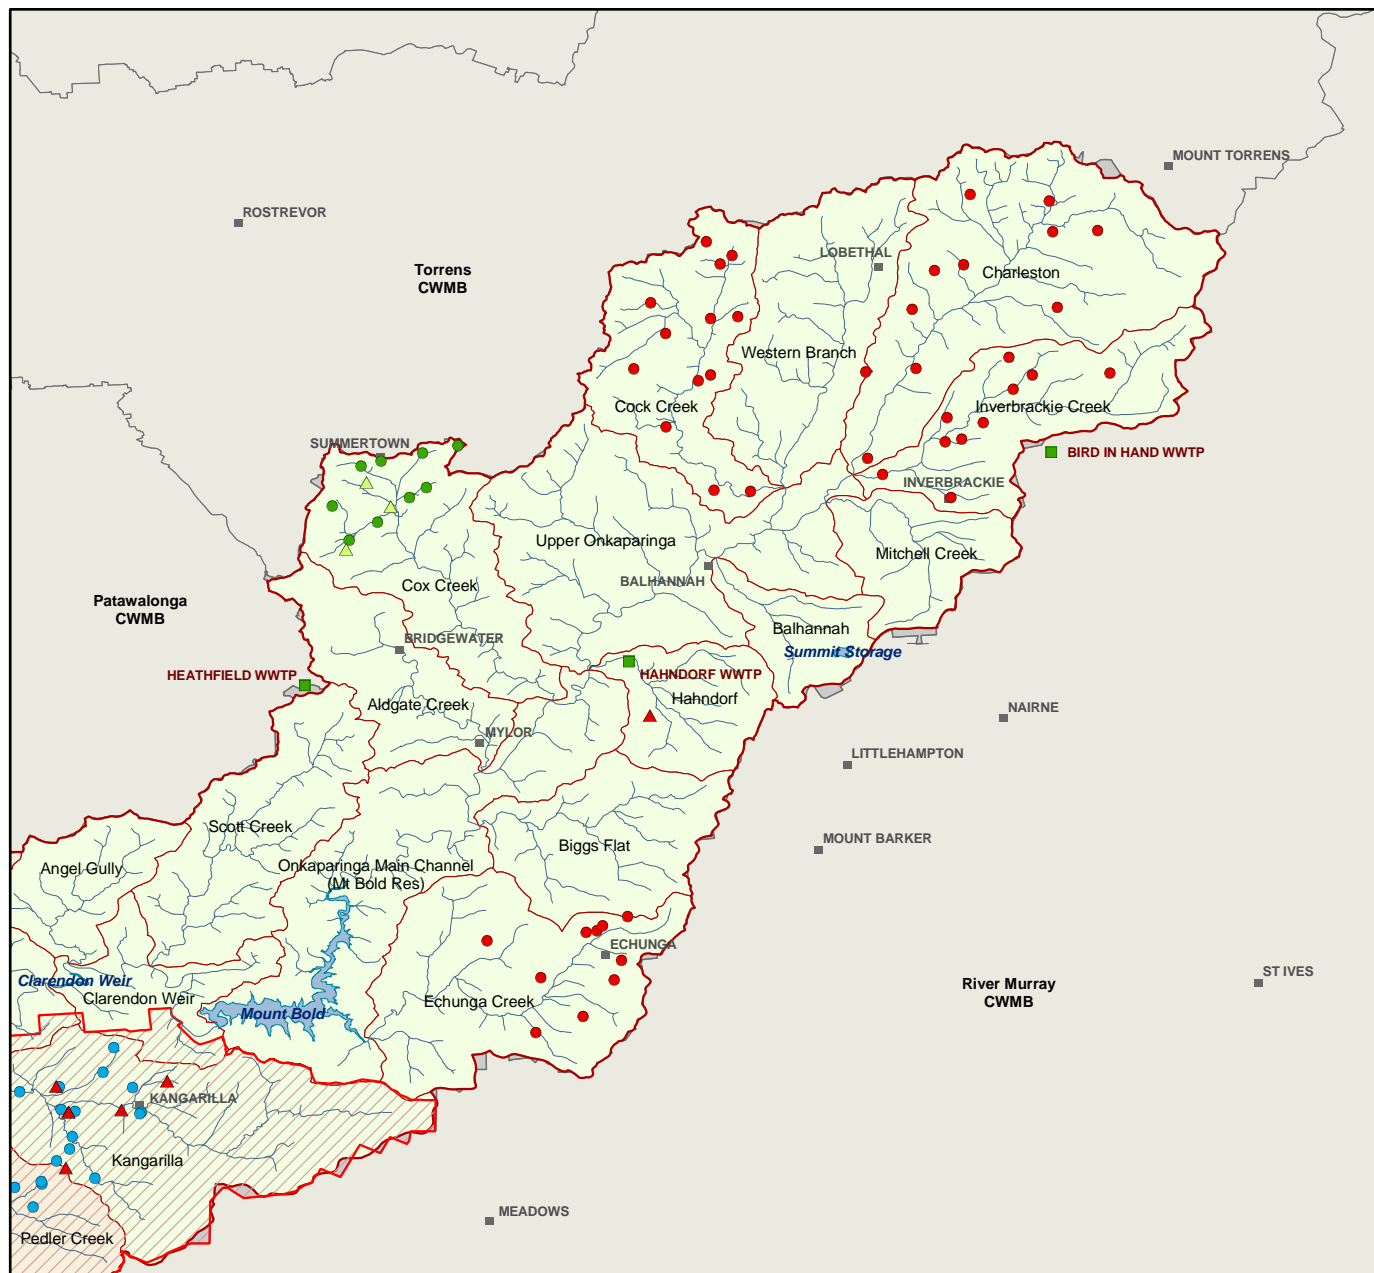 MOUNT TORRENS
ROSTREVOR
LOBETHAL
Torrens
CWMB
Charleston
Western Branch
Cock Creek
Inverbrackie Creek
SUMMERTOWN
BIRD IN HAND WWTP
INVERBRACKIE
Upper Onkaparinga
Mitchell Creek
BALHANNAH
Cox Creek
Patawalonga
CWMB
Balhannah
BRIDGEWATER
Summit Storage
HEATHFIELD WWTP
HAHNDORF WWTP
Hahndorf
Aldgate Creek
NAIRNE
MYLOR
LITTLEHAMPTON
Scott Creek
MOUNT BARKER
Biggs Flat
Angel Gully
Onkaparinga Main Channel
(Mt Bold Res)
ECHUNGA
ST IVES
Clarendon Weir
River Murray
CWMB
Clarendon Weir
Echunga Creek
Mount Bold
KANGARILLA
Kangarilla
MEADOWS
Pedler Creek